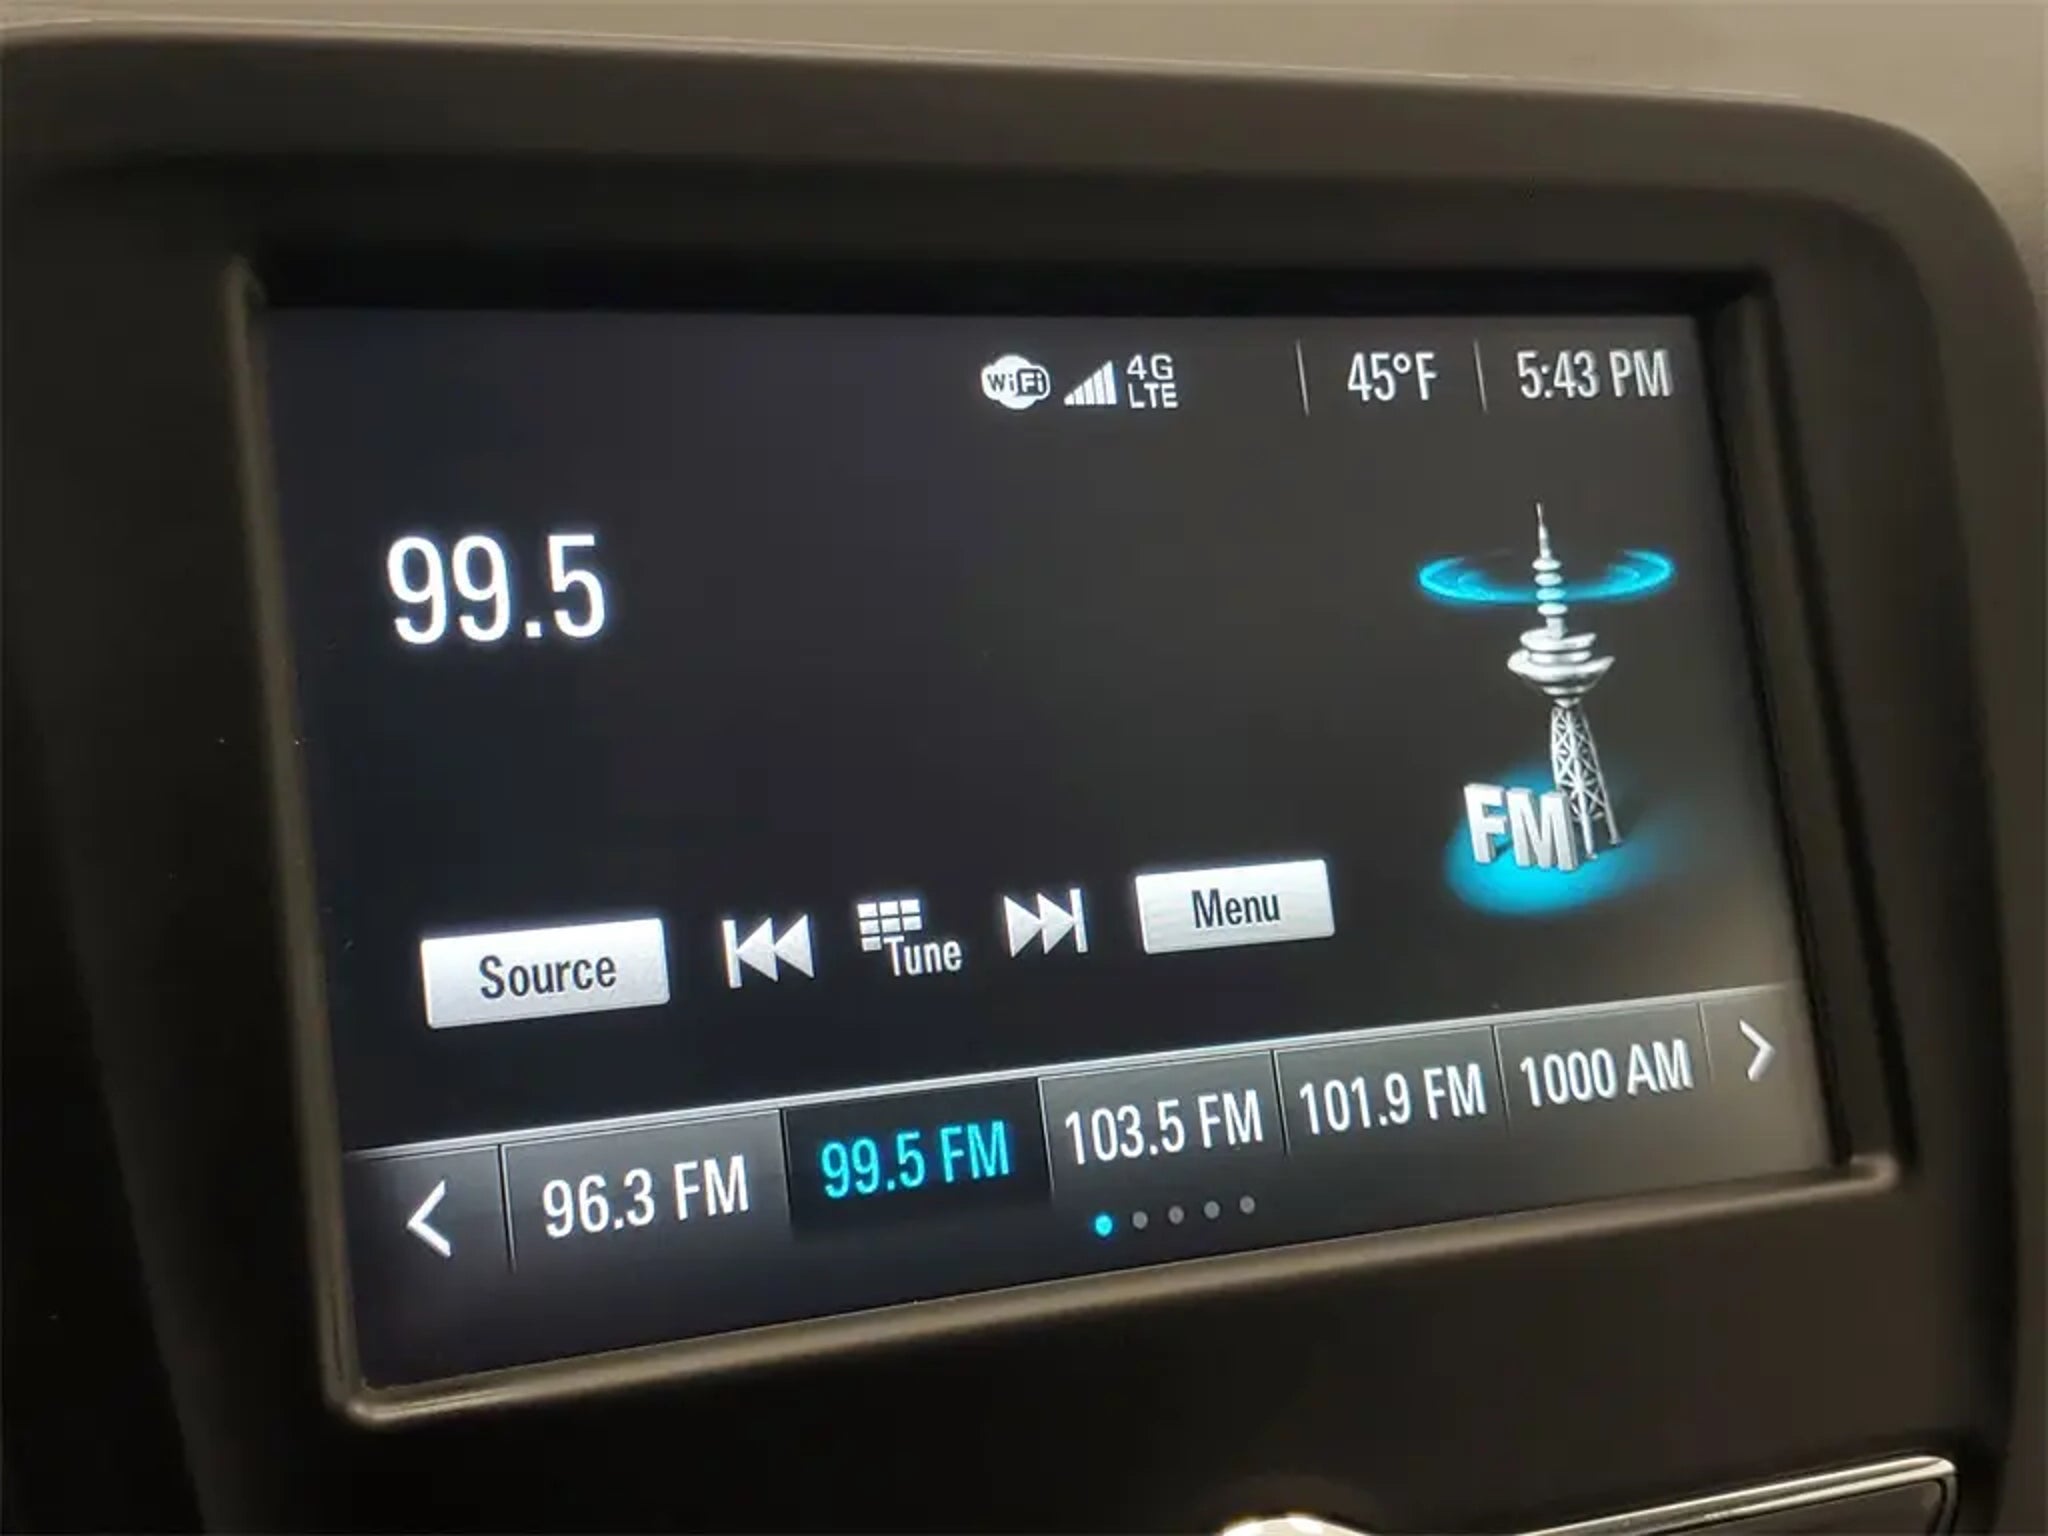 WiFi 4G LTE 45°F 5:43 PM
99.5
FM
Source Tune Menu
96.3 FM 99.5 FM 103.5 FM 101.9 FM 1000 AM